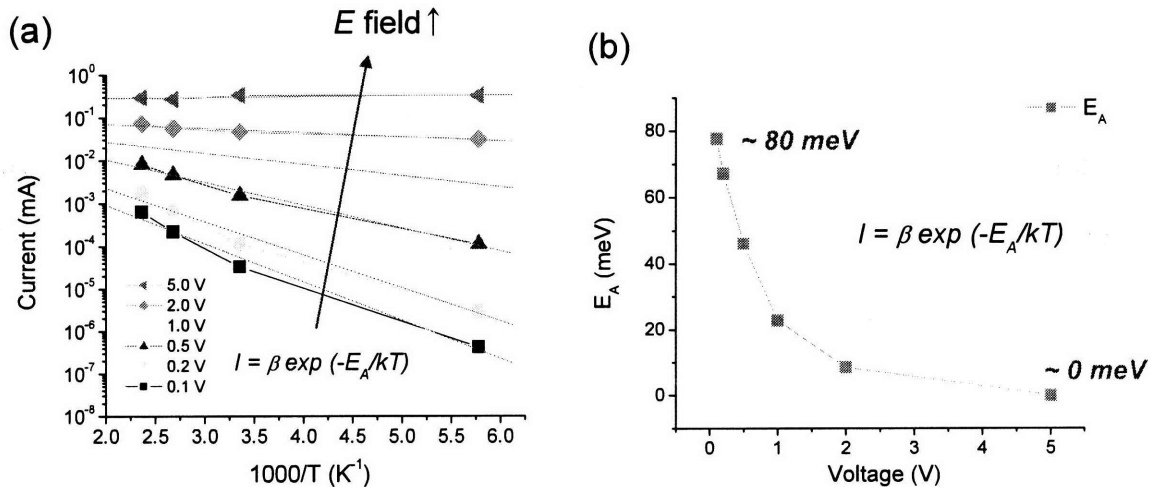 (a)
E field ↑
10⁰
10⁻¹
10⁻²
10⁻³
10⁻⁴
10⁻⁵
10⁻⁶
10⁻⁷
10⁻⁸
Current (mA)
5.0 V
2.0 V
1.0 V
0.5 V
0.2 V
0.1 V
I = β exp (-E_A/kT)
2.0 2.5 3.0 3.5 4.0 4.5 5.0 5.5 6.0
1000/T (K⁻¹)
(b)
E_A
80
60
40
20
0
E_A (meV)
~ 80 meV
I = β exp (-E_A/kT)
~ 0 meV
0 1 2 3 4 5
Voltage (V)